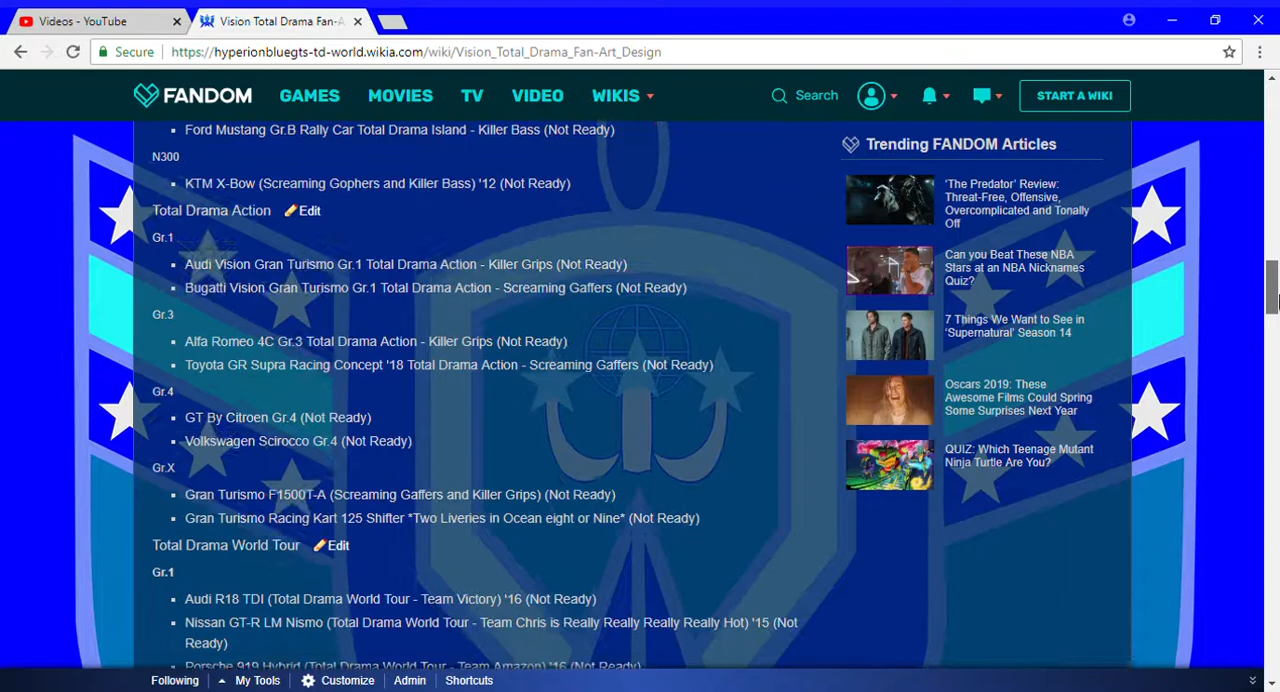 Videos - YouTube
Vision Total Drama Fan-A
Secure
https://hyperionbluegts-td-world.wikia.com/wiki/Vision_Total_Drama_Fan-Art_Design
FANDOM GAMES MOVIES TV VIDEO WIKIS Search START A WIKI
Ford Mustang Gr.B Rally Car Total Drama Island - Killer Bass (Not Ready)
N300
KTM X-Bow (Screaming Gophers and Killer Bass) '12 (Not Ready)
Total Drama Action Edit
Gr.1
Audi Vision Gran Turismo Gr.1 Total Drama Action - Killer Grips (Not Ready)
Bugatti Vision Gran Turismo Gr.1 Total Drama Action - Screaming Gaffers (Not Ready)
Gr.3
Alfa Romeo 4C Gr.3 Total Drama Action - Killer Grips (Not Ready)
Toyota GR Supra Racing Concept '18 Total Drama Action - Screaming Gaffers (Not Ready)
Gr.4
GT By Citroen Gr.4 (Not Ready)
Volkswagen Scirocco Gr.4 (Not Ready)
Gr.X
Gran Turismo F1500T-A (Screaming Gaffers and Killer Grips) (Not Ready)
Gran Turismo Racing Kart 125 Shifter *Two Liveries in Ocean eight or Nine* (Not Ready)
Total Drama World Tour Edit
Gr.1
Audi R18 TDI (Total Drama World Tour - Team Victory) '16 (Not Ready)
Nissan GT-R LM Nismo (Total Drama World Tour - Team Chris is Really Really Really Really Hot) '15 (Not
Ready)
Porsche 919 Hybrid (Total Drama World Tour - Team Amazon) '16 (Not Ready)
Trending FANDOM Articles
'The Predator' Review:
Threat-Free, Offensive,
Overcomplicated and Tonally
Off
Can you Beat These NBA
Stars at an NBA Nicknames
Quiz?
7 Things We Want to See in
'Supernatural' Season 14
Oscars 2019: These
Awesome Films Could Spring
Some Surprises Next Year
QUIZ: Which Teenage Mutant
Ninja Turtle Are You?
Following My Tools Customize Admin Shortcuts